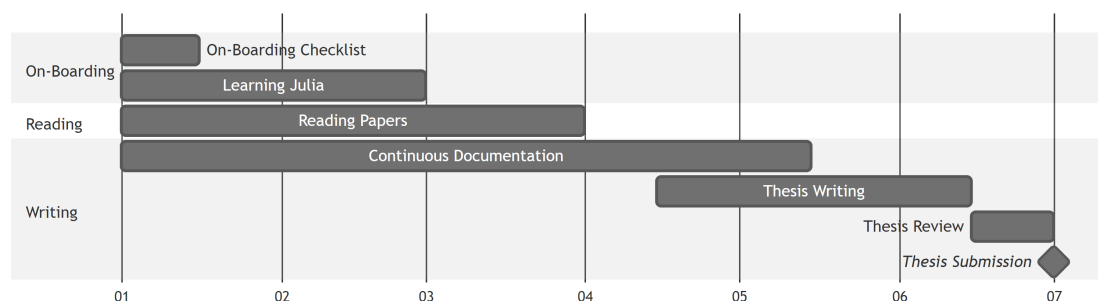 On-Boarding Checklist
On-Boarding
Learning Julia
Reading Papers
Reading
Continuous Documentation
Thesis Writing
Writing
Thesis Review
Thesis Submission
01 02 03 04 05 06 07